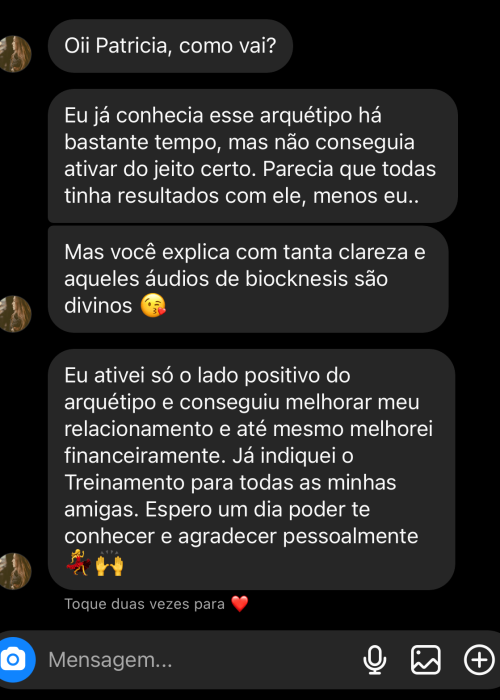 Oii Patricia, como vai?
Eu já conhecia esse arquétipo há
bastante tempo, mas não conseguia
ativar do jeito certo. Parecia que todas
tinha resultados com ele, menos eu..
Mas você explica com tanta clareza e
aqueles áudios de biocknesis são
divinos 😘
Eu ativei só o lado positivo do
arquétipo e conseguiu melhorar meu
relacionamento e até mesmo melhorei
financeiramente. Já indiquei o
Treinamento para todas as minhas
amigas. Espero um dia poder te
conhecer e agradecer pessoalmente
💃🙌
Toque duas vezes para ❤️
Mensagem...